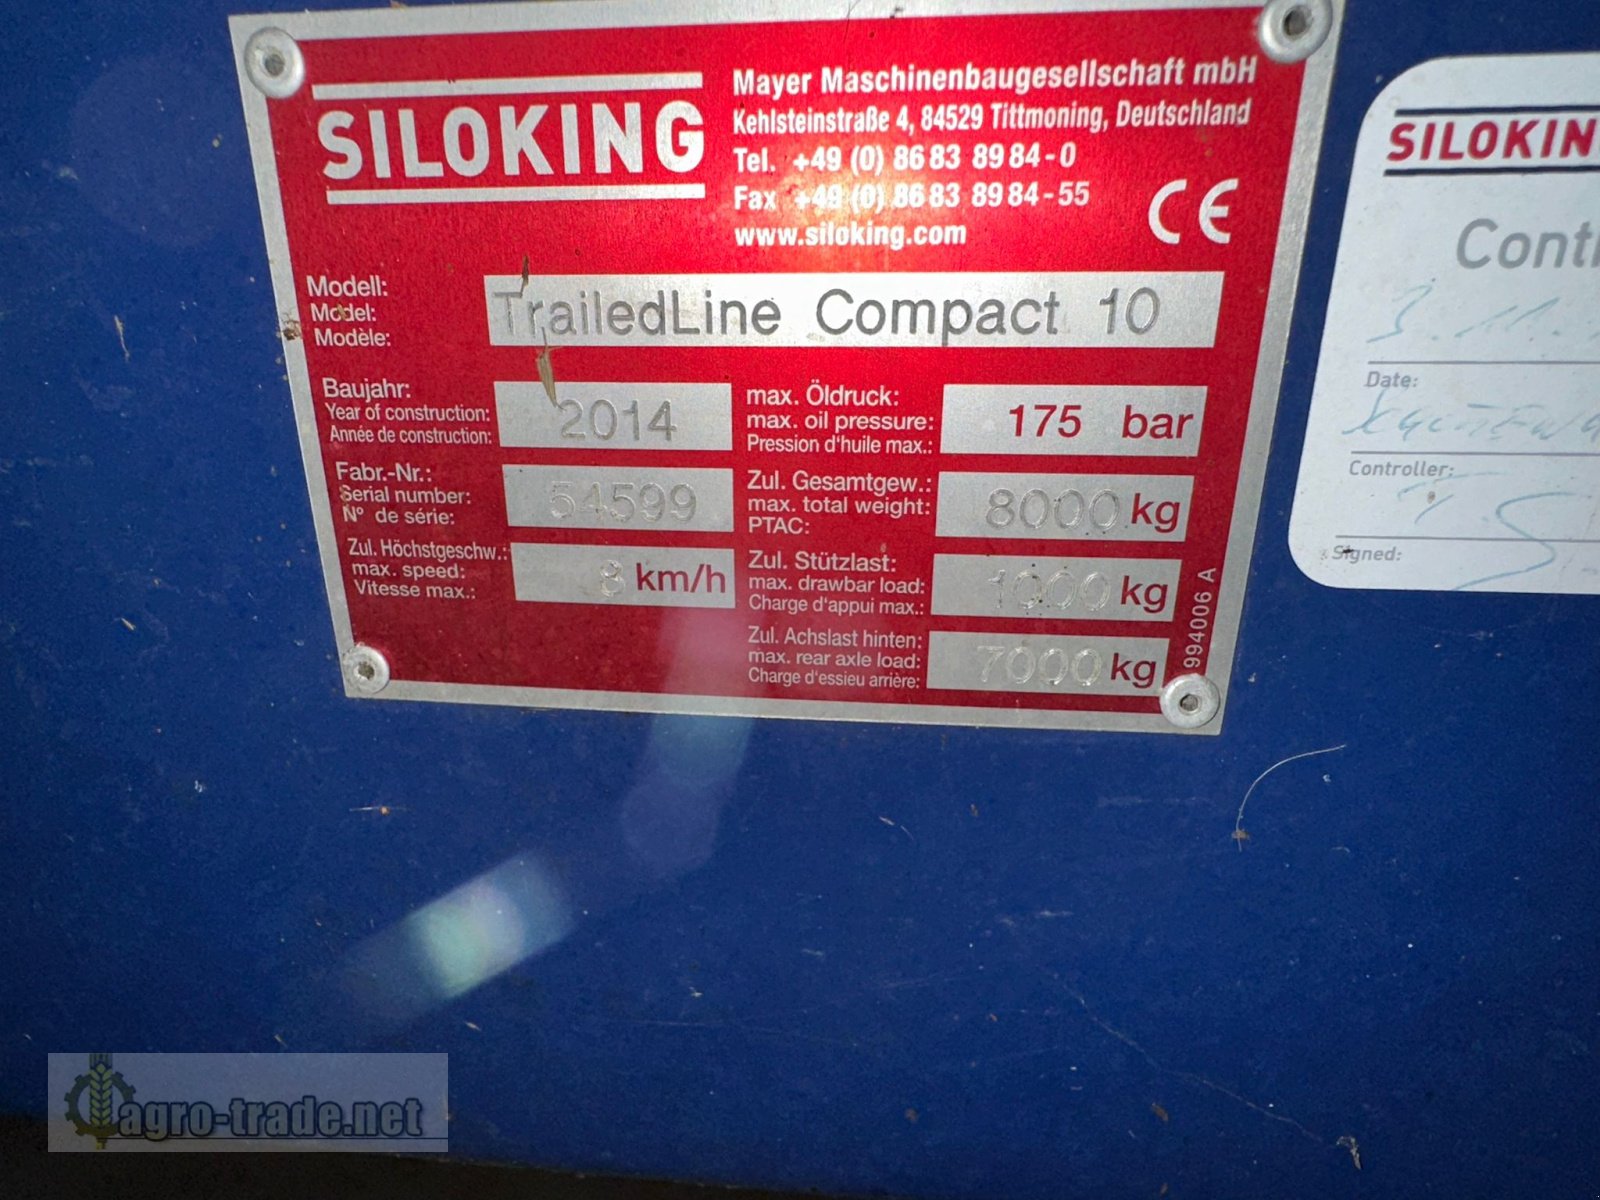 SILOKING
Mayer Maschinenbaugesellschaft mbH
Kehlsteinstraße 4, 84529 Tittmoning, Deutschland
Tel. +49 (0) 86 83 89 84 - 0
Fax +49 (0) 86 83 89 84 - 55
www.siloking.com
CE
Modell:
Model:
Modèle:
TrailedLine Compact 10
Baujahr:
Year of construction:
Année de construction:
2014
max. Öldruck:
max. oil pressure:
Pression d'huile max.:
175 bar
Fabr.-Nr.:
Serial number:
N° de série:
54599
Zul. Gesamtgew.:
max. total weight:
PTAC:
8000 kg
Zul. Höchstgeschw.:
max. speed:
Vitesse max.:
8 km/h
Zul. Stützlast:
max. drawbar load:
Charge d'appui max.:
1000 kg
Zul. Achslast hinten:
max. rear axle load:
Charge d'essieu arrière:
7000 kg
994006 A
SILOKIN
Contr
3.11.
Date:
Controller:
Signed:
agro-trade.net